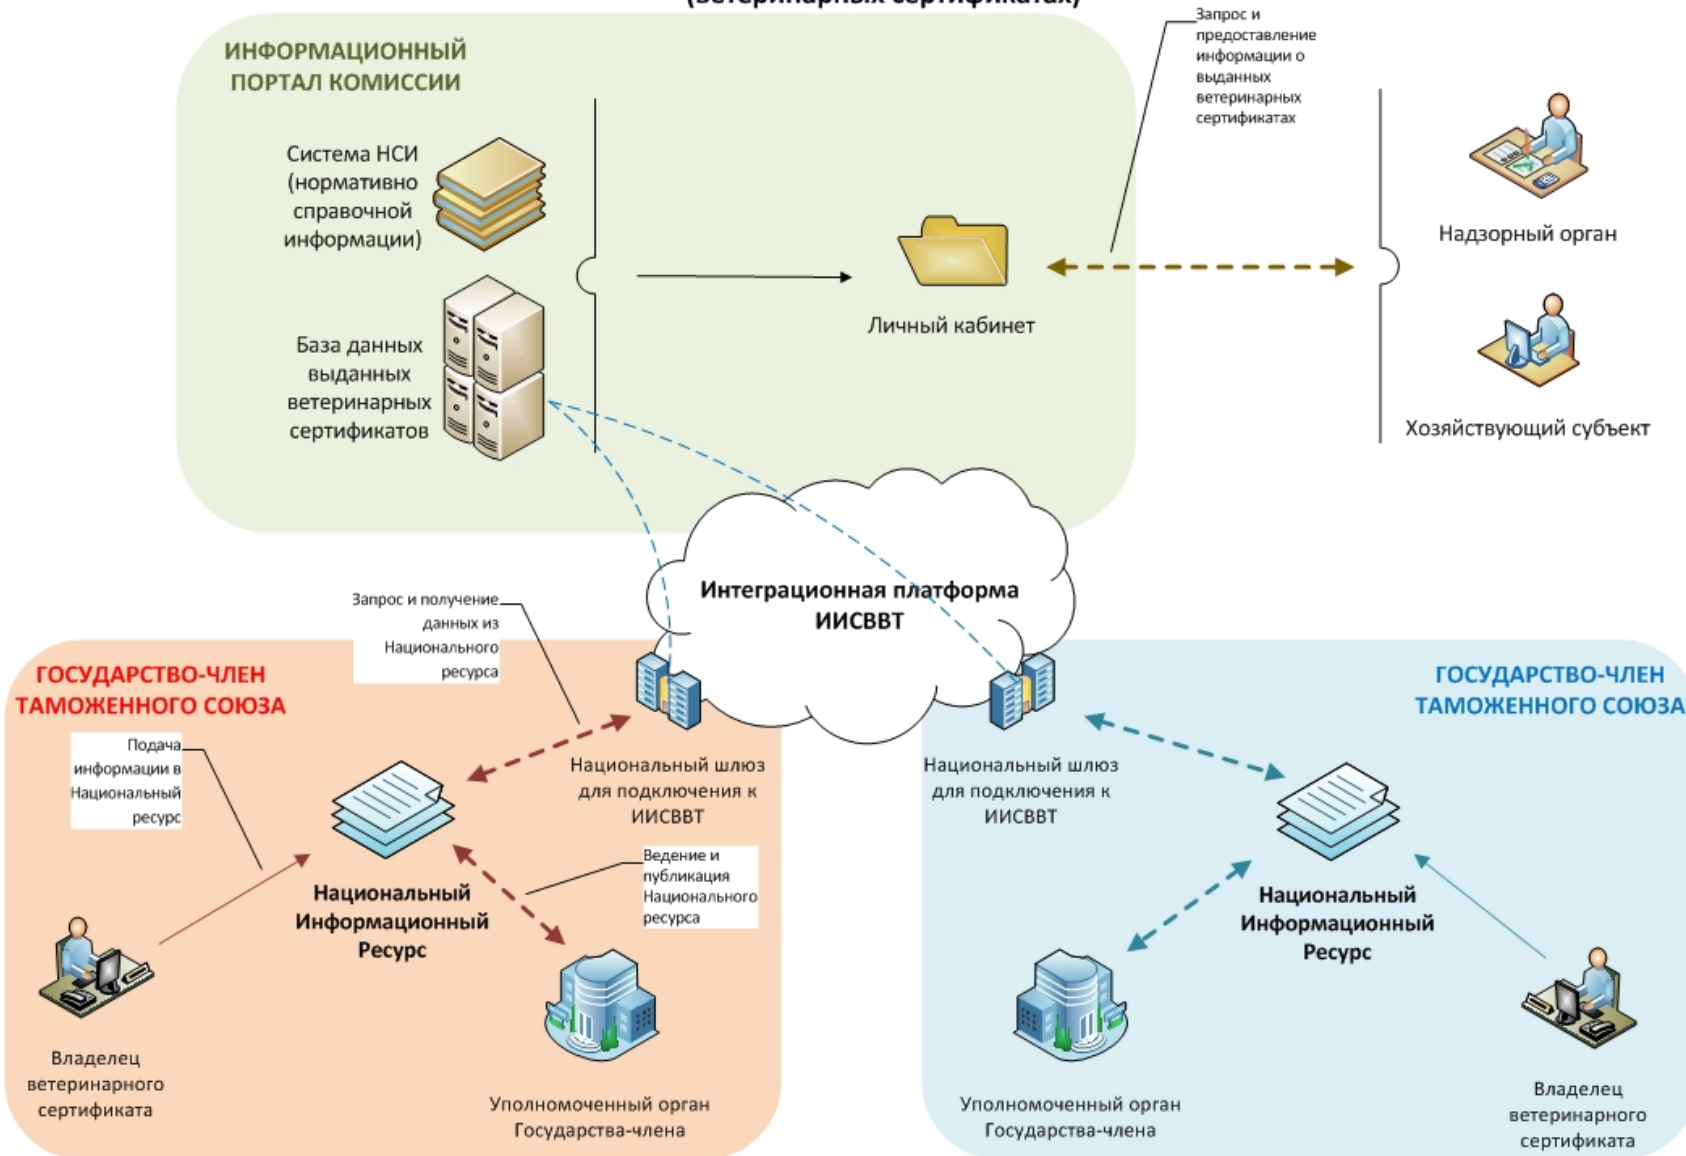 (ветеринарных сертификатах)
ИНФОРМАЦИОННЫЙ
ПОРТАЛ КОМИССИИ
Запрос и
предоставление
информации о
выданных
ветеринарных
сертификатах
Система НСИ
(нормативно
справочной
информации)
База данных
выданных
ветеринарных
сертификатов
Личный кабинет
Надзорный орган
Хозяйствующий субъект
Интеграционная платформа
ИИСВВТ
Запрос и получение
данных из
Национального
ресурса
ГОСУДАРСТВО-ЧЛЕН
ТАМОЖЕННОГО СОЮЗА
Подача
информации в
Национальный
ресурс
Национальный шлюз
для подключения к
ИИСВВТ
Ведение и
публикация
Национального
ресурса
Национальный
Информационный
Ресурс
Владелец
ветеринарного
сертификата
Уполномоченный орган
Государства-члена
ГОСУДАРСТВО-ЧЛЕН
ТАМОЖЕННОГО СОЮЗА
Национальный шлюз
для подключения к
ИИСВВТ
Национальный
Информационный
Ресурс
Уполномоченный орган
Государства-члена
Владелец
ветеринарного
сертификата